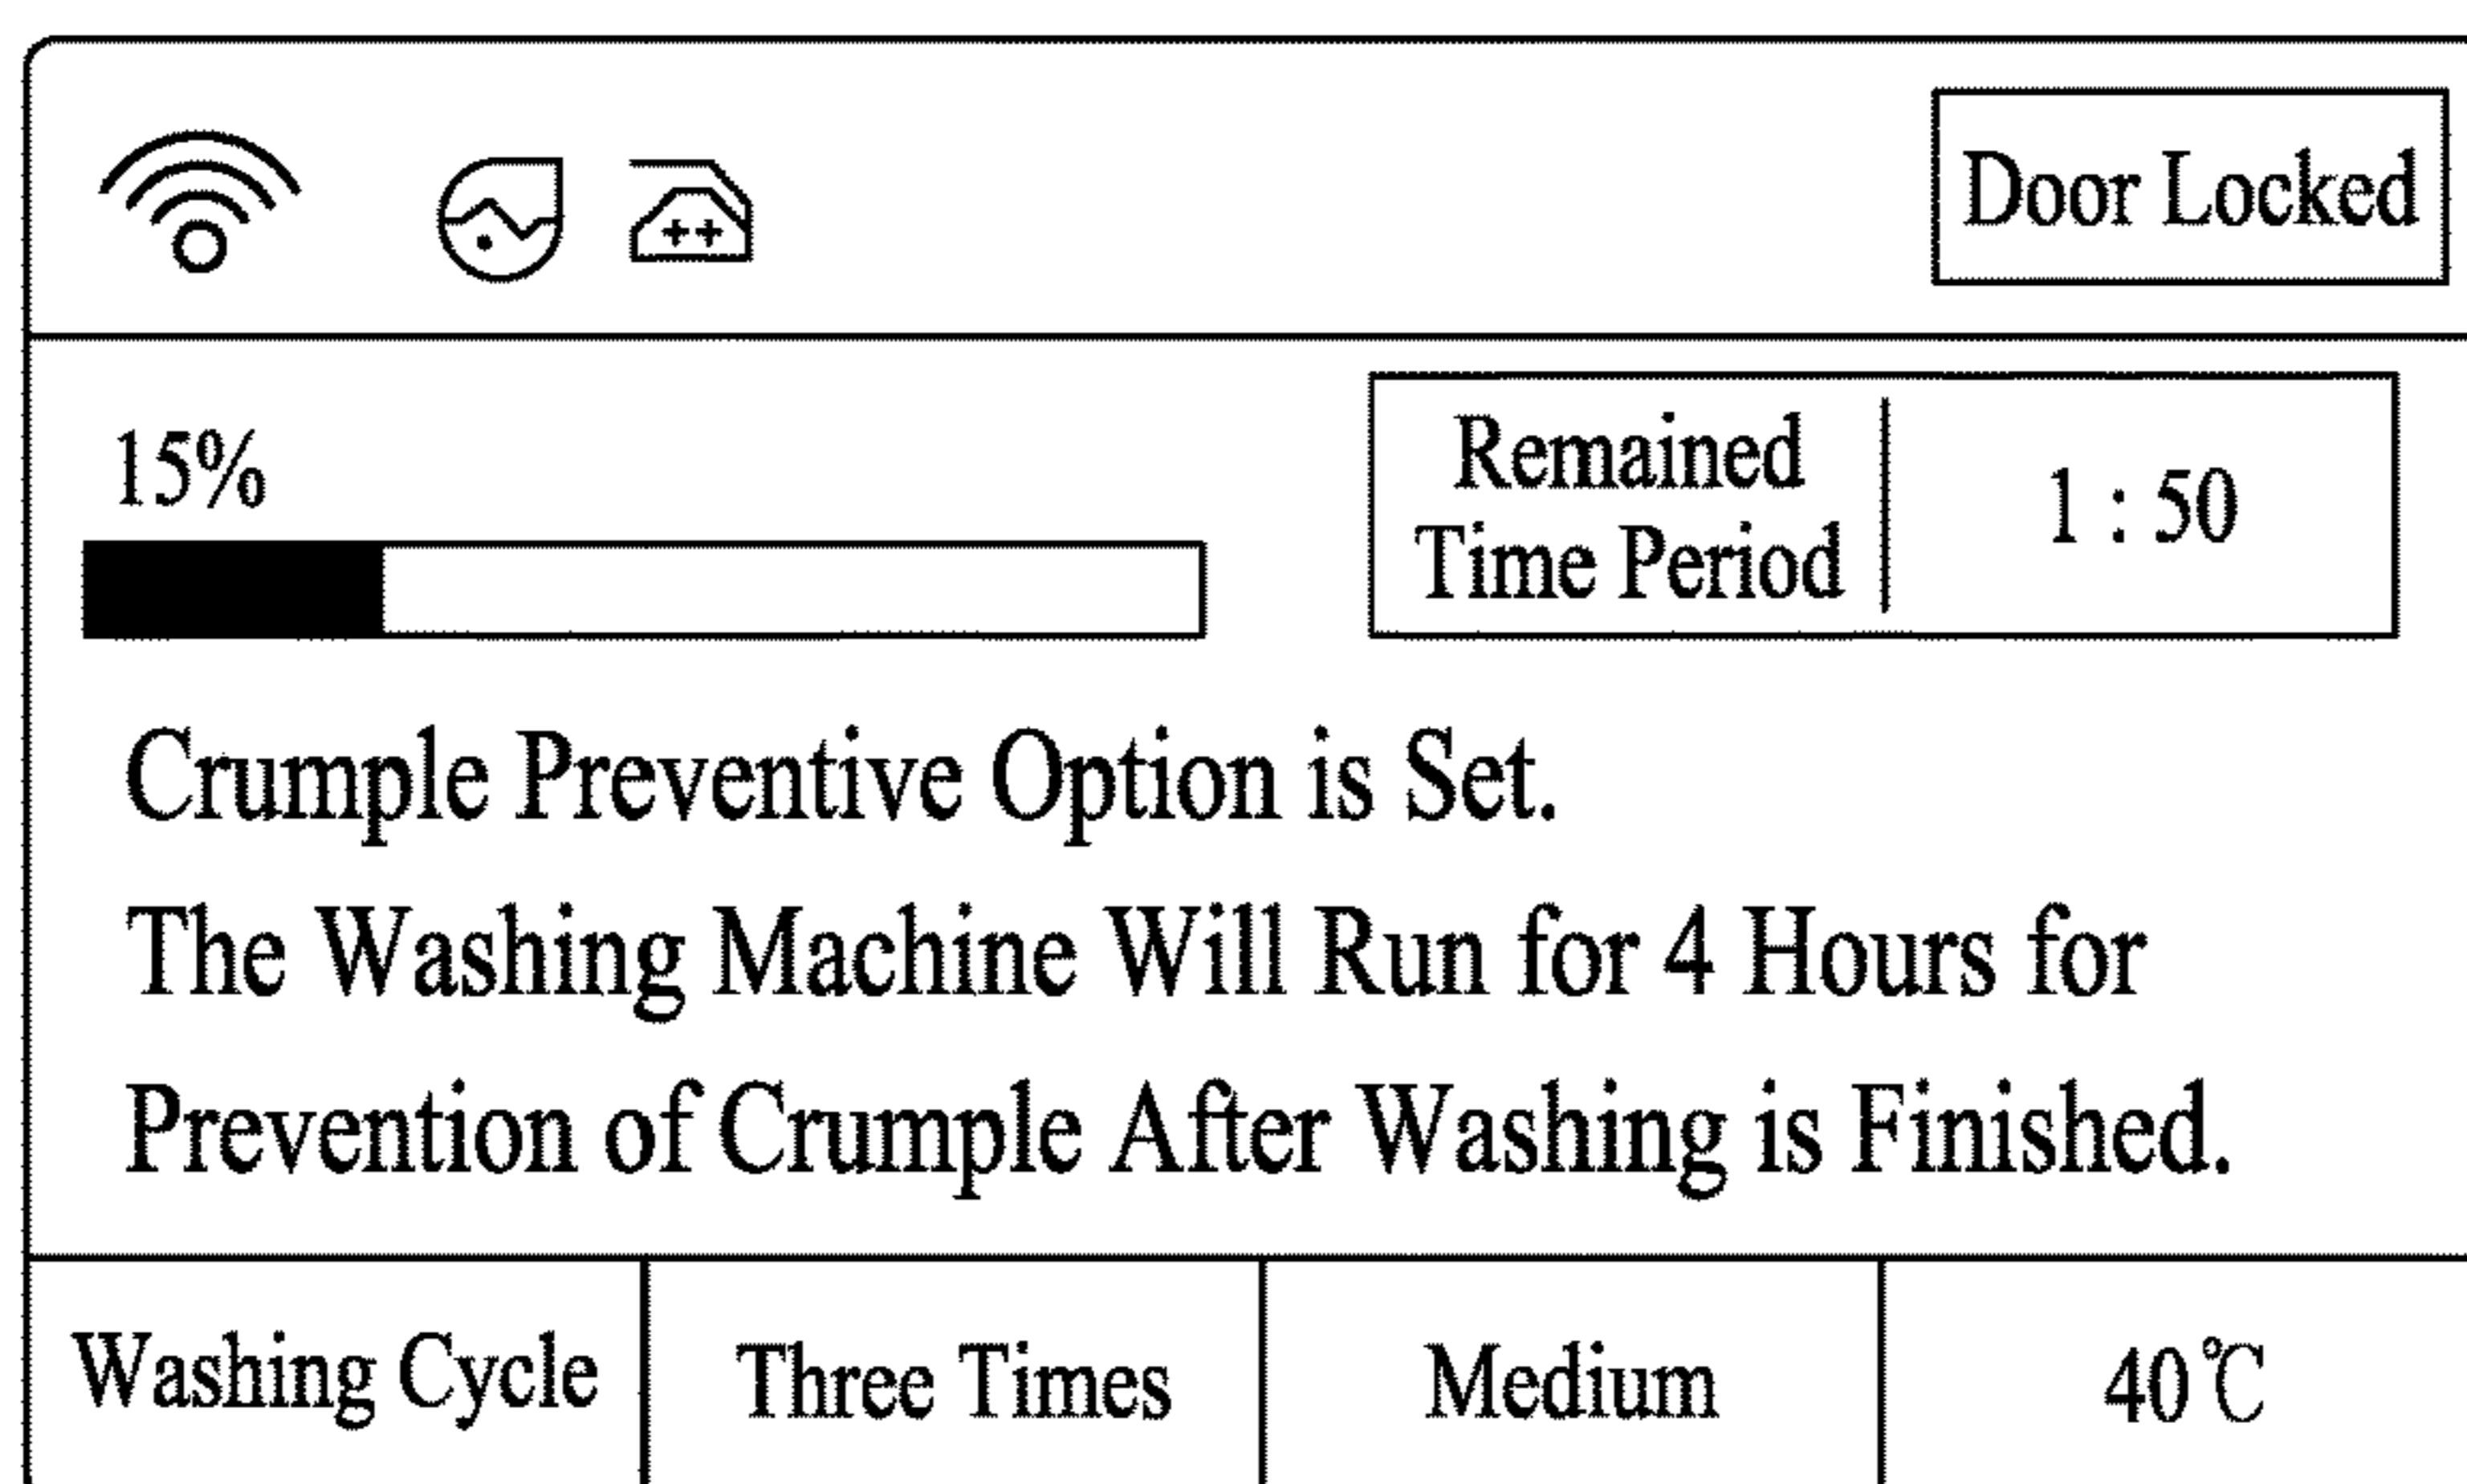 Door Locked
15%
Remained
Time Period
1 : 50
Crumple Preventive Option is Set.
The Washing Machine Will Run for 4 Hours for
Prevention of Crumple After Washing is Finished.
Washing Cycle
Three Times
Medium
40℃